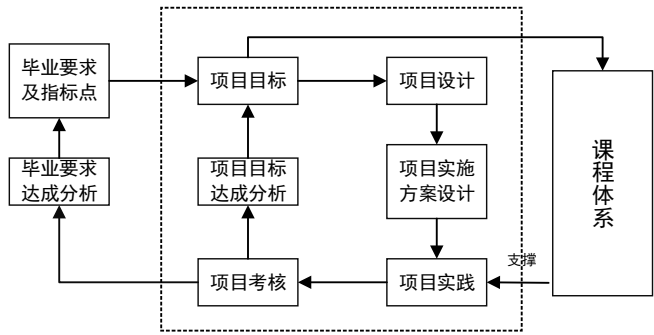 毕业要求
及指标点
项目目标
项目设计
毕业要求
达成分析
项目目标
达成分析
项目实施
方案设计
课程体系
支撑
项目考核
项目实践